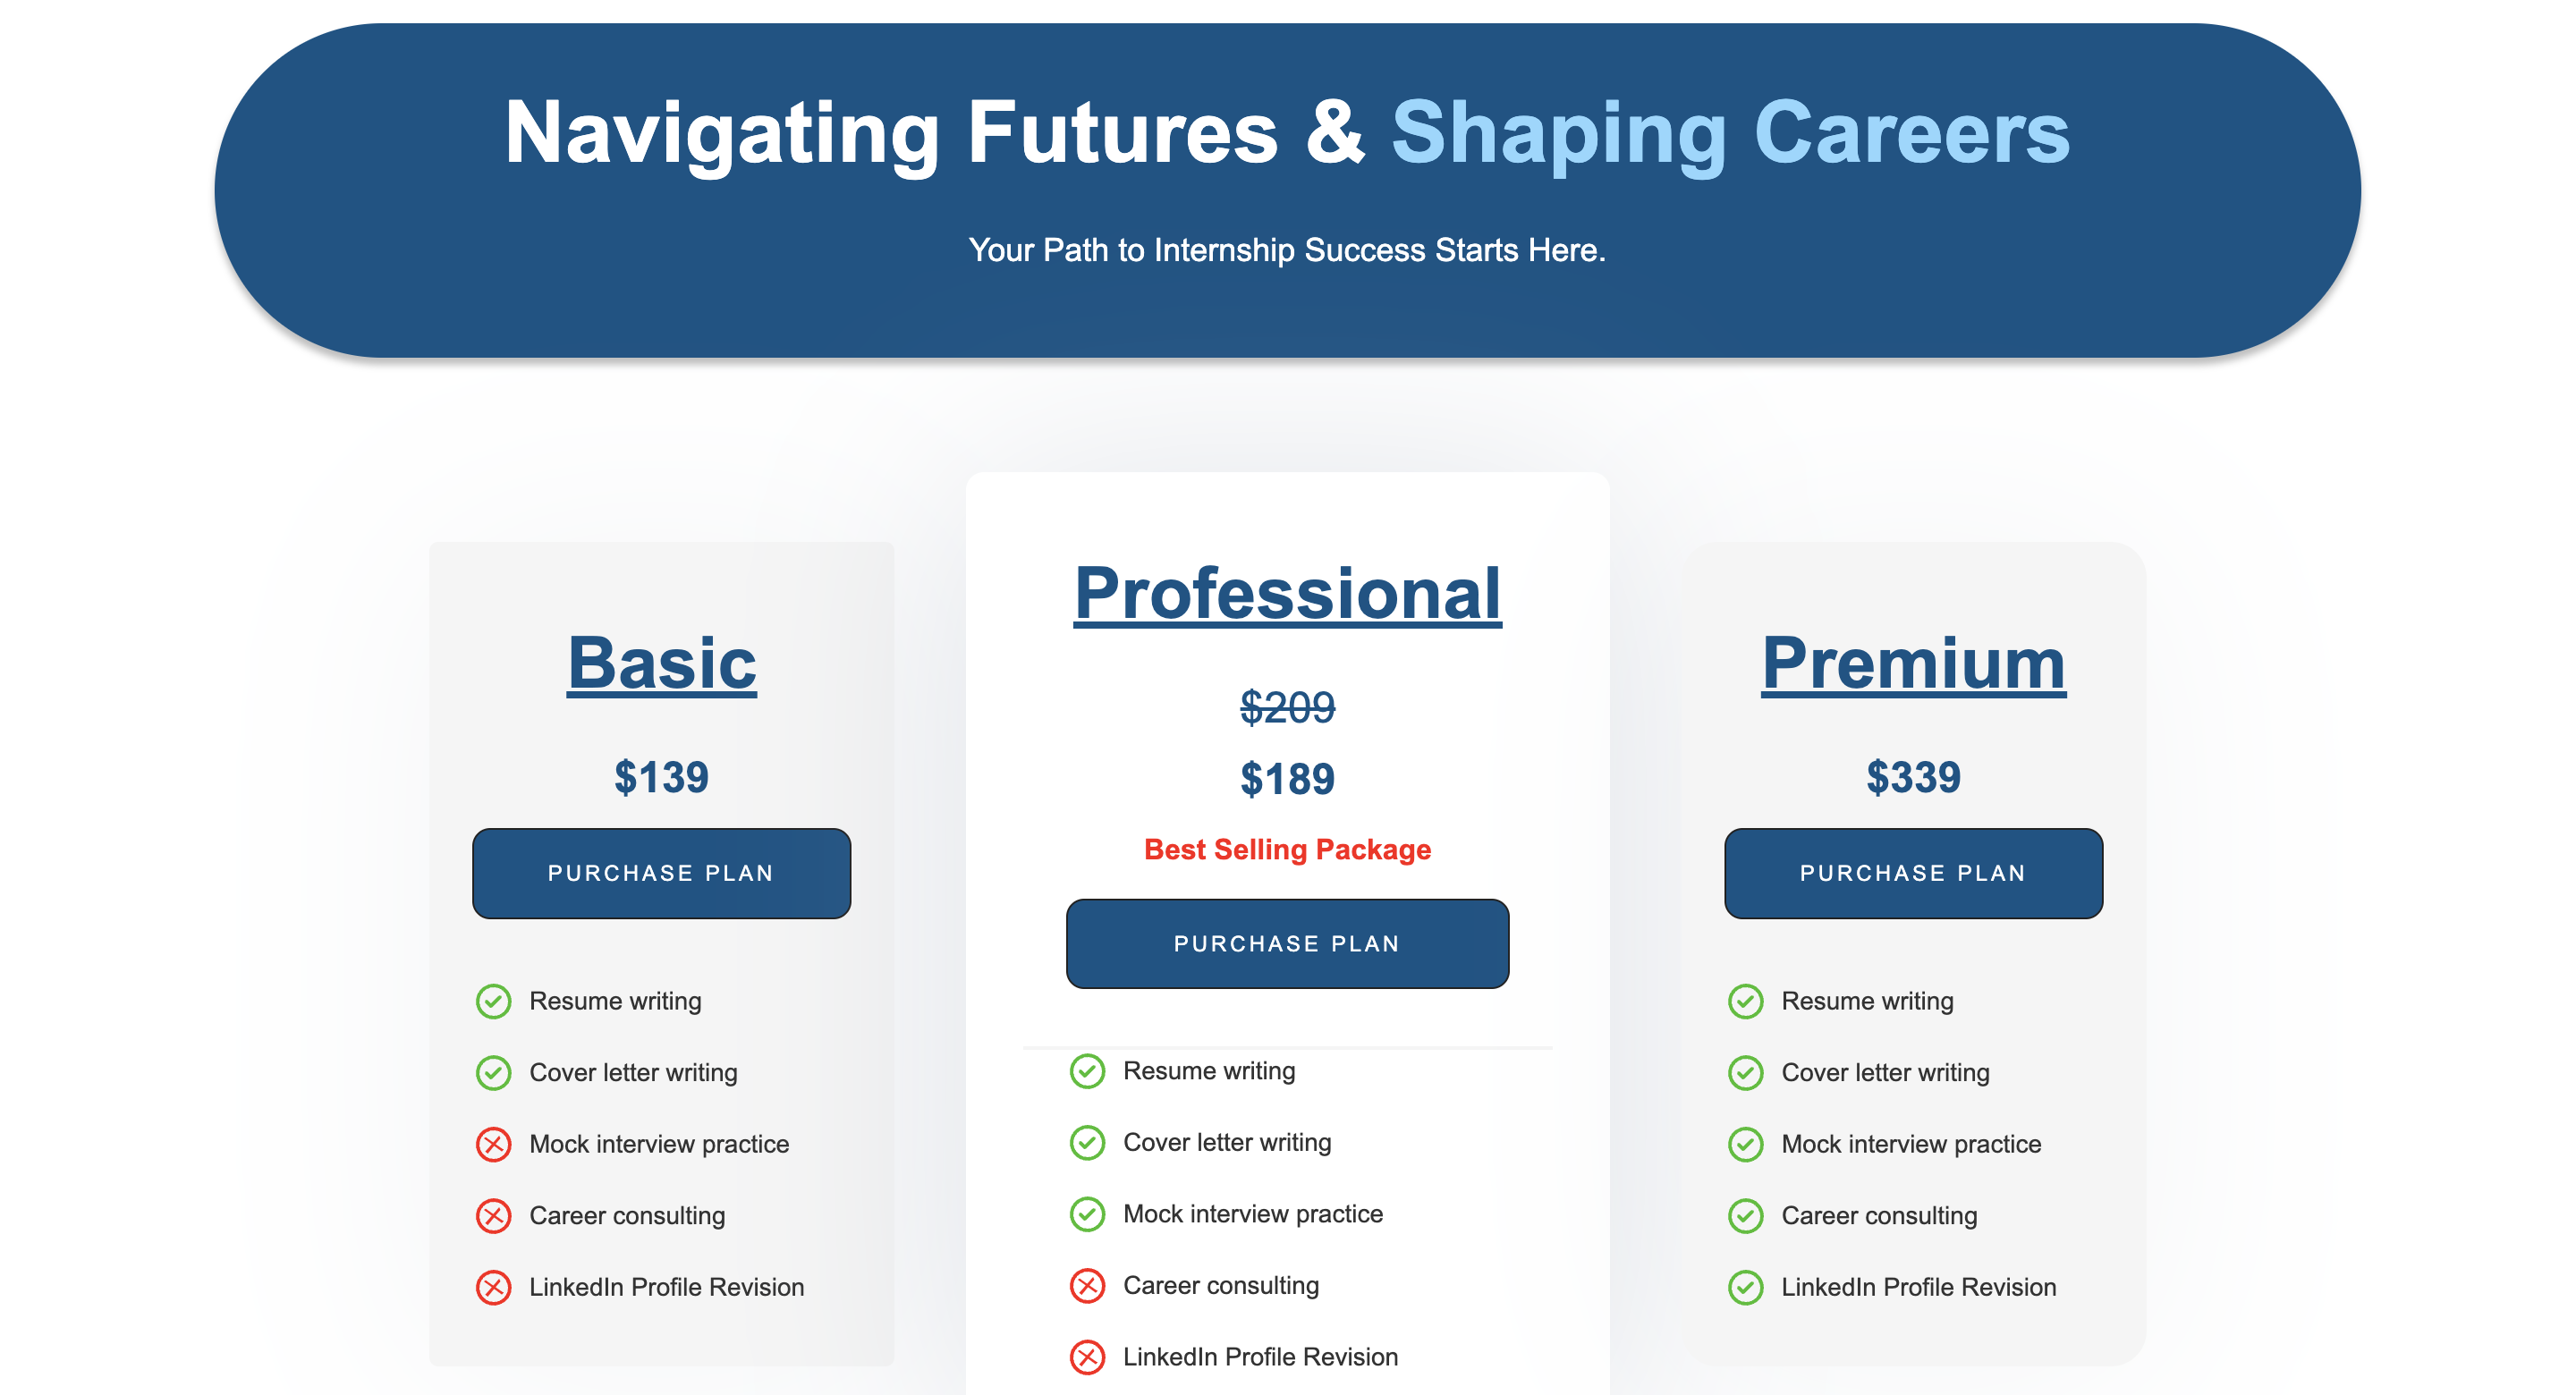 Navigating Futures & Shaping Careers
Your Path to Internship Success Starts Here.
Basic
$139
PURCHASE PLAN
Resume writing
Cover letter writing
Mock interview practice
Career consulting
LinkedIn Profile Revision
Professional
$209
$189
Best Selling Package
PURCHASE PLAN
Resume writing
Cover letter writing
Mock interview practice
Career consulting
LinkedIn Profile Revision
Premium
$339
PURCHASE PLAN
Resume writing
Cover letter writing
Mock interview practice
Career consulting
LinkedIn Profile Revision